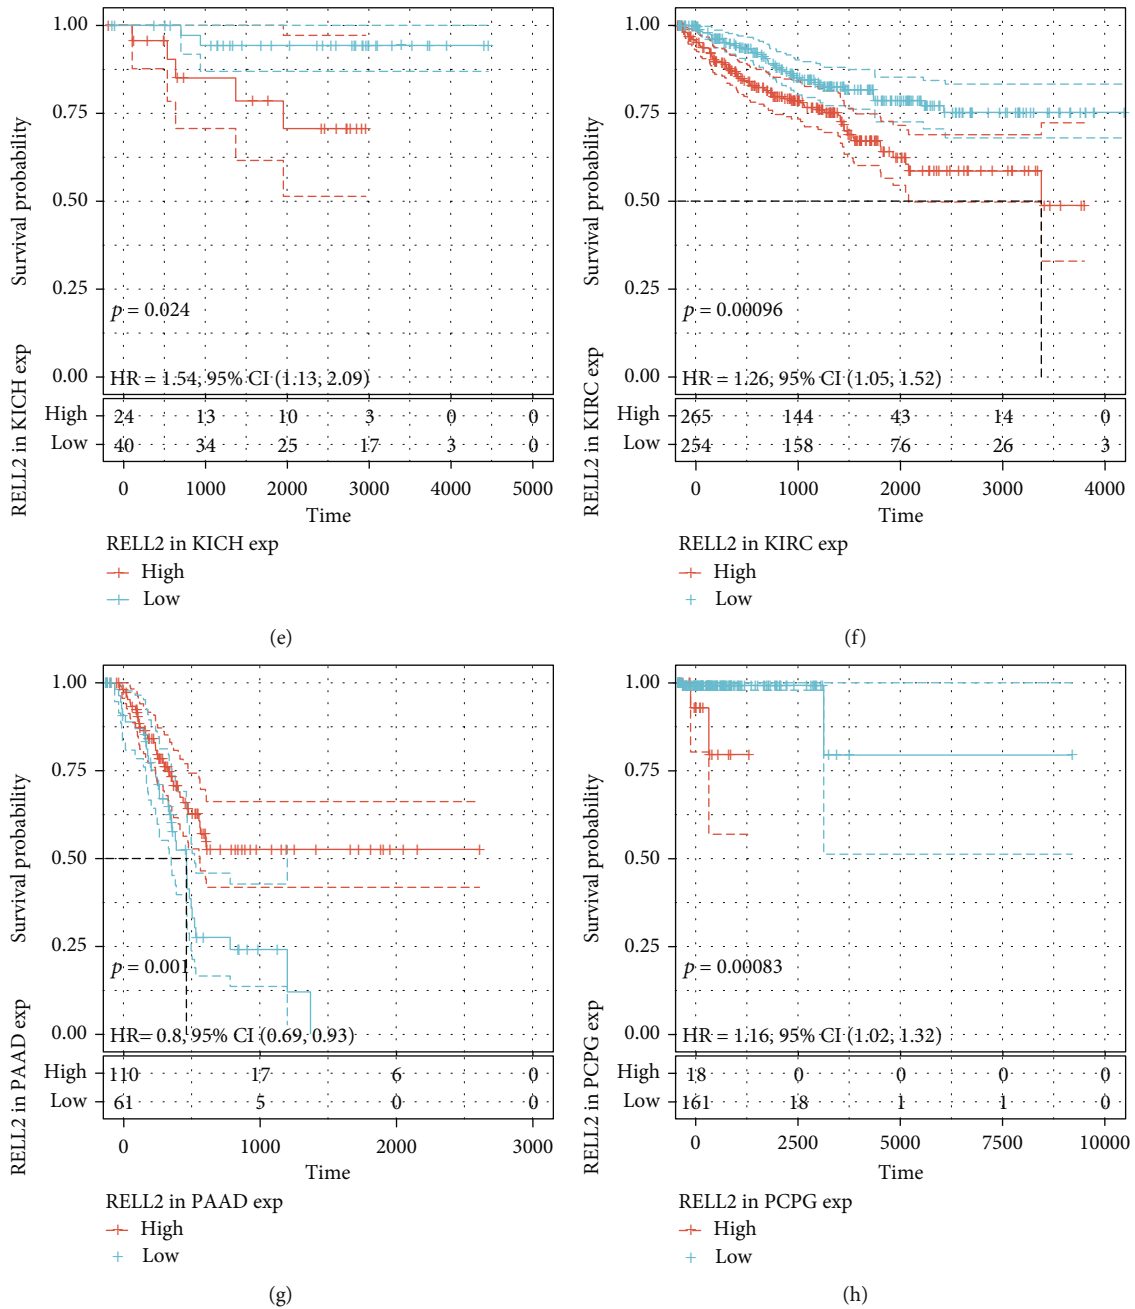 1.00
0.75
0.50
0.25
0.00
Survival probability
p = 0.024
HR = 1.54, 95% CI (1.13, 2.09)
RELL2 in KICH exp
High 24 13 10 3 0 0
Low 40 34 25 17 3 0
0 1000 2000 3000 4000 5000
Time
RELL2 in KICH exp
High
Low
(e)
1.00
0.75
0.50
0.25
0.00
Survival probability
p = 0.00096
HR = 1.26, 95% CI (1.05, 1.52)
RELL2 in KIRC exp
High 265 144 43 14 0
Low 254 158 76 26 3
0 1000 2000 3000 4000
Time
RELL2 in KIRC exp
High
Low
(f)
1.00
0.75
0.50
0.25
0.00
Survival probability
p = 0.001
HR = 0.8, 95% CI (0.69, 0.93)
RELL2 in PAAD exp
High 110 17 6 0
Low 61 5 0 0
0 1000 2000 3000
Time
RELL2 in PAAD exp
High
Low
(g)
1.00
0.75
0.50
0.25
0.00
Survival probability
p = 0.00083
HR = 1.16, 95% CI (1.02, 1.32)
RELL2 in PCPG exp
High 18 0 0 0 0
Low 161 18 1 1 0
0 2500 5000 7500 10000
Time
RELL2 in PCPG exp
High
Low
(h)